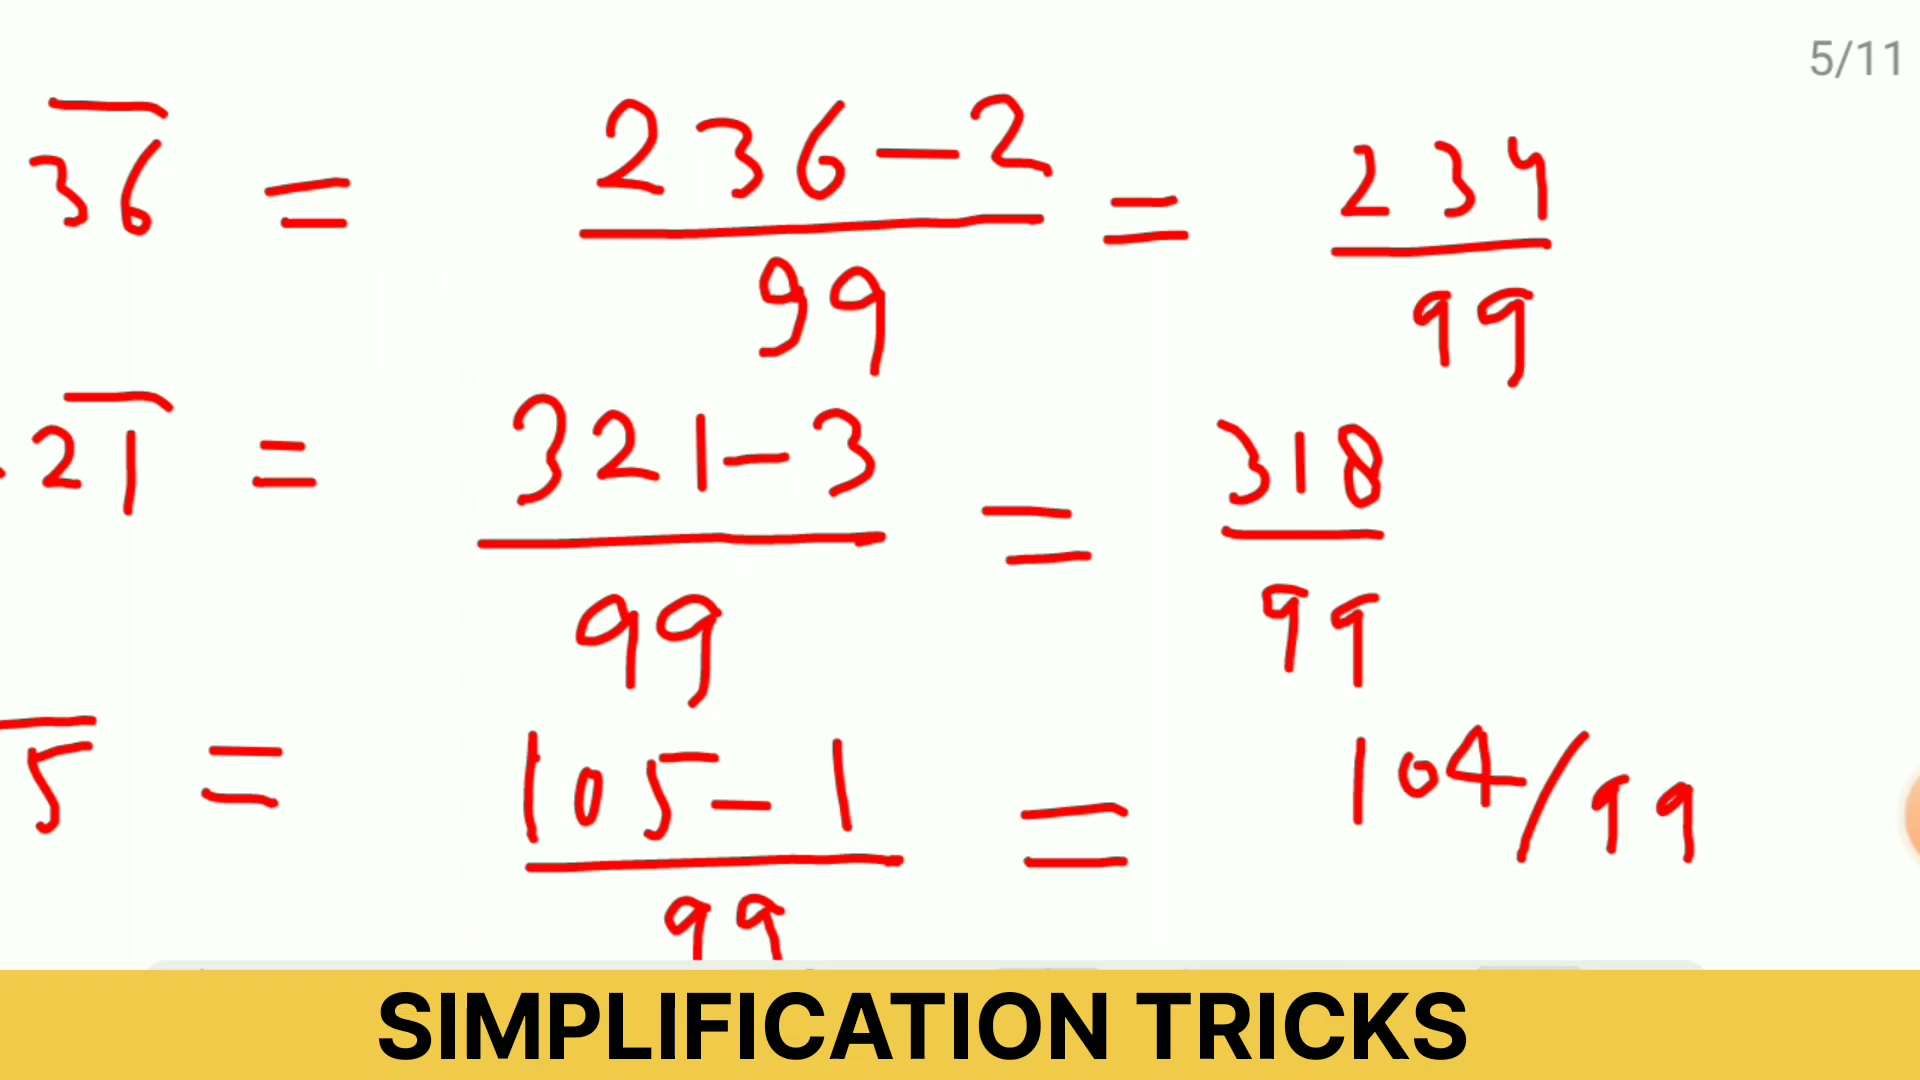 5/11
36 = 236-2 = 234
99 99
.21 = 321-3 = 318
99 99
5 = 105-1 = 104/99
99
SIMPLIFICATION TRICKS